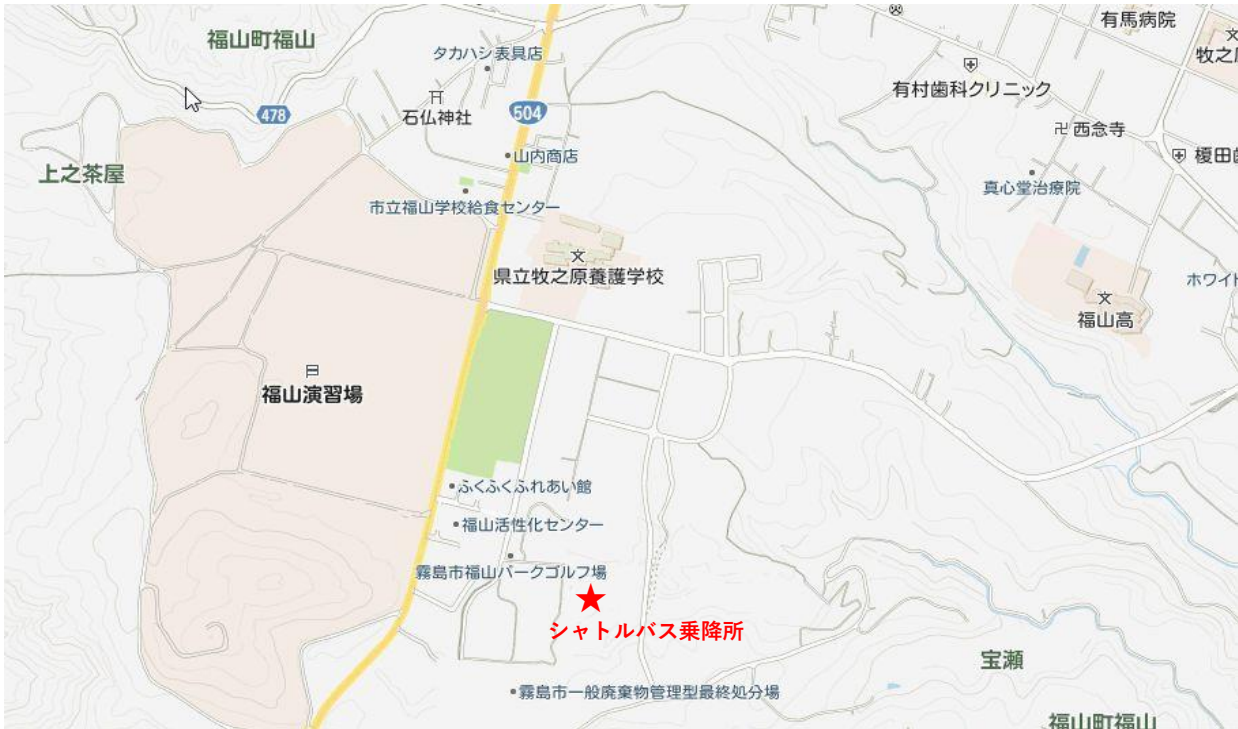 有馬病院
福山町福山
タカハシ表具店
牧之
有村歯科クリニック
478
石仏神社
504
西念寺
山内商店
榎田
上之茶屋
真心堂治療院
市立福山学校給食センター
県立牧之原養護学校
ホワイト
福山高
福山演習場
ふくふくふれあい館
福山活性化センター
霧島市福山パークゴルフ場
シャトルバス乗降所
宝瀬
霧島市一般廃棄物管理型最終処分場
福山町福山